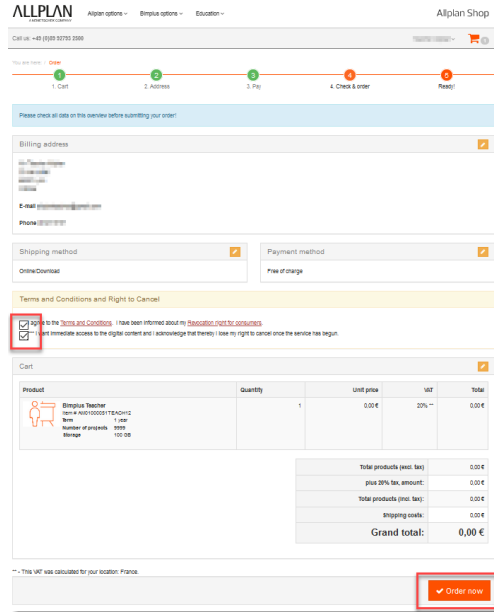 ALLPLAN
A NEMETSCHEK COMPANY
Allplan options
Bimplus options
Education
Allplan Shop
Call us: +49 (0)89 92793 2690
0
You are here: Order
1
2
3
4
5
1. Cart
2. Address
3. Pay
4. Check & order
Ready!
Please check all data on this overview before submitting your order!
Billing address
E-mail
Phone
Shipping method
Payment method
Online/Download
Free of charge
Terms and Conditions and Right to Cancel
agree to the Terms and Conditions. I have been informed about my Revocation right for consumers.
I want immediate access to the digital content and I acknowledge that thereby I lose my right to cancel once the service has begun.
Cart
Product Quantity Unit price VAT Total
Bimplus Teacher 1 0.00 € 20% ** 0.00 €
Term 1 year
Number of projects 9999
Storage 100 GB
Total products (excl. tax) 0,00 €
plus 20% tax, amount: 0,00 €
Total products (incl. tax): 0,00 €
Shipping costs: 0,00 €
Grand total: 0,00 €
** - This VAT was calculated for your location: France.
Order now